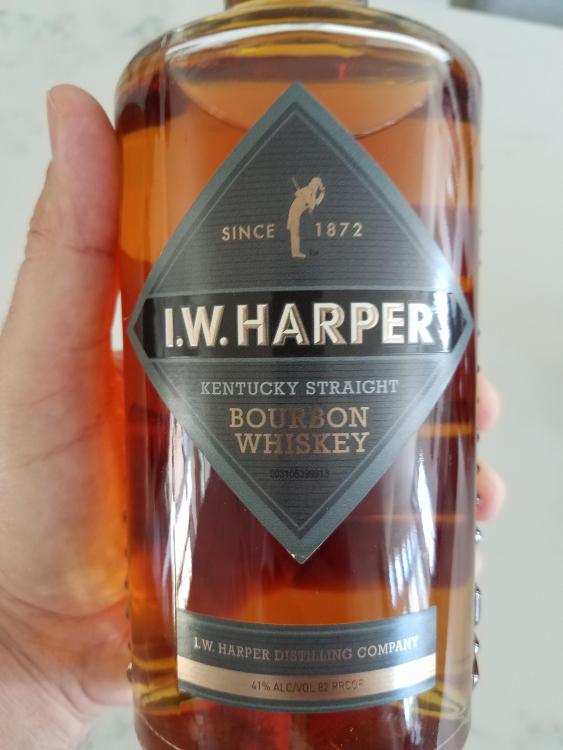 SINCE 1872
I.W. HARPER
KENTUCKY STRAIGHT
BOURBON
WHISKEY
I.W. HARPER DISTILLING COMPANY
41% ALC/VOL 82 PROOF